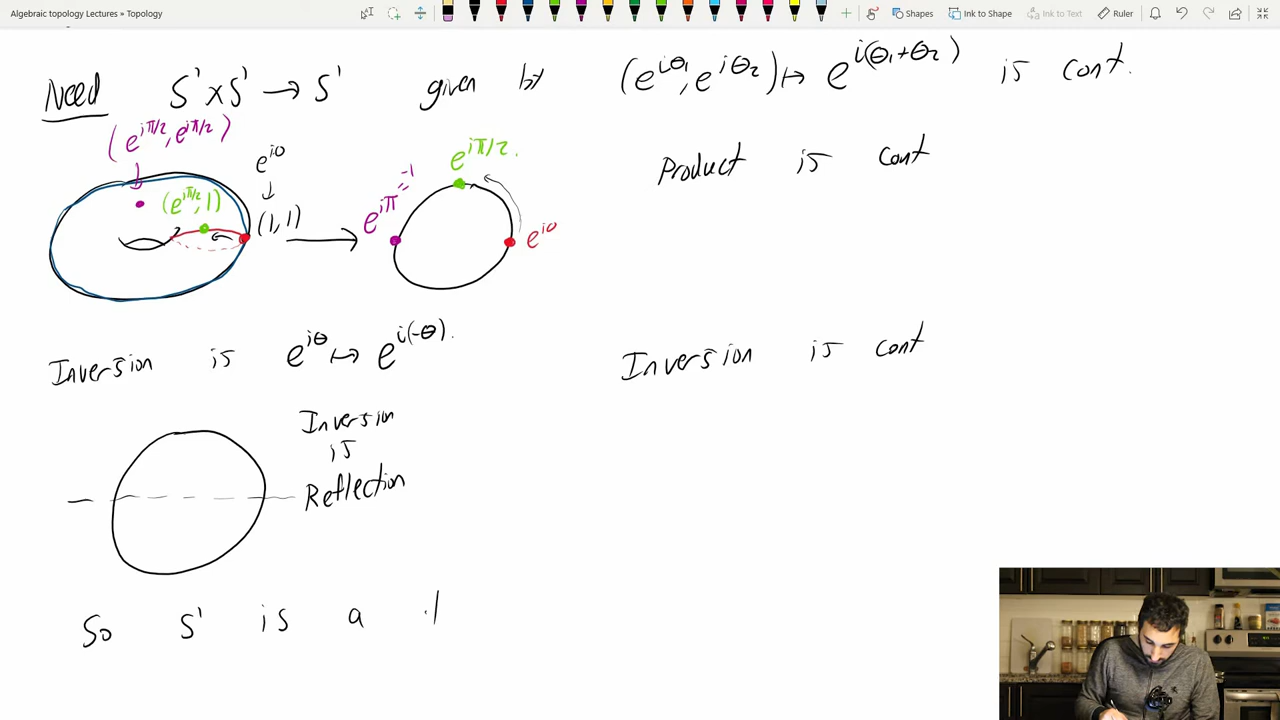 Algebraic topology Lectures – Topology
Shapes Ink to Shape Ink to Text Ruler
Need S¹ × S¹ → S¹ given by (e^{iθ₁}, e^{iθ₂}) ↦ e^{i(θ₁+θ₂)} is cont.
(e^{iπ/2}, e^{iπ/2})
e^{i0}
(e^{iπ/2}, 1)
(1, 1)
e^{iπ/2}.
e^{iπ} = -1
e^{i0}
Product is cont
Inversion is e^{iθ} ↦ e^{i(-θ)}.
Inversion is cont
Inversion
is
Reflection
So S¹ is a